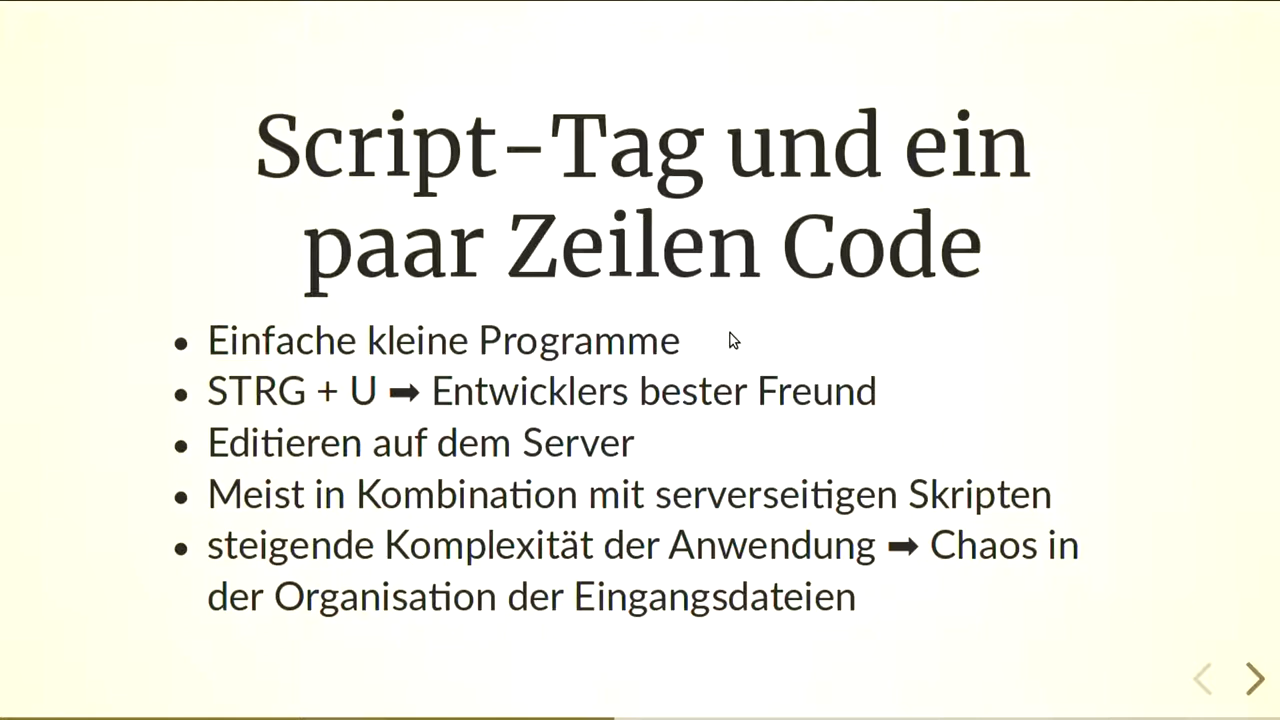 Script-Tag und ein
paar Zeilen Code
• Einfache kleine Programme
• STRG + U ➡ Entwicklers bester Freund
• Editieren auf dem Server
• Meist in Kombination mit serverseitigen Skripten
• steigende Komplexität der Anwendung ➡ Chaos in
der Organisation der Eingangsdateien